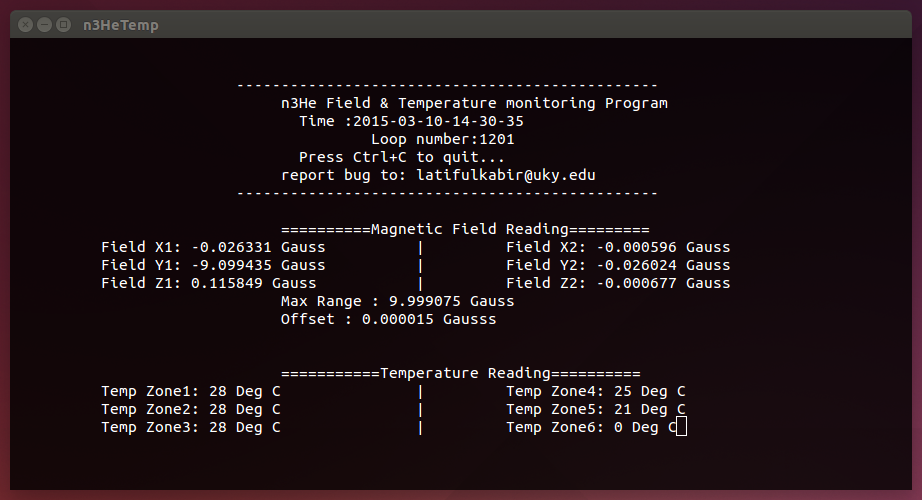 n3HeTemp
-----------------------------------------------
n3He Field & Temperature monitoring Program
Time :2015-03-10-14-30-35
Loop number:1201
Press Ctrl+C to quit...
report bug to: latifulkabir@uky.edu
-----------------------------------------------
==========Magnetic Field Reading=========
Field X1: -0.026331 Gauss | Field X2: -0.000596 Gauss
Field Y1: -9.099435 Gauss | Field Y2: -0.026024 Gauss
Field Z1: 0.115849 Gauss | Field Z2: -0.000677 Gauss
Max Range : 9.999075 Gauss
Offset : 0.000015 Gausss
===========Temperature Reading==========
Temp Zone1: 28 Deg C | Temp Zone4: 25 Deg C
Temp Zone2: 28 Deg C | Temp Zone5: 21 Deg C
Temp Zone3: 28 Deg C | Temp Zone6: 0 Deg C